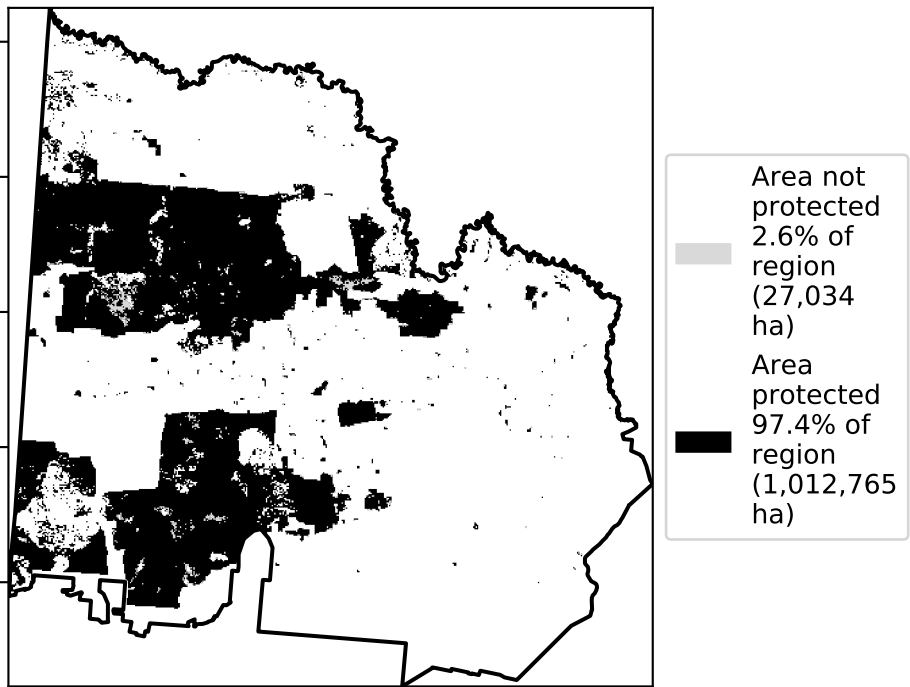 Area not
protected
2.6% of
region
(27,034
ha)
Area
protected
97.4% of
region
(1,012,765
ha)